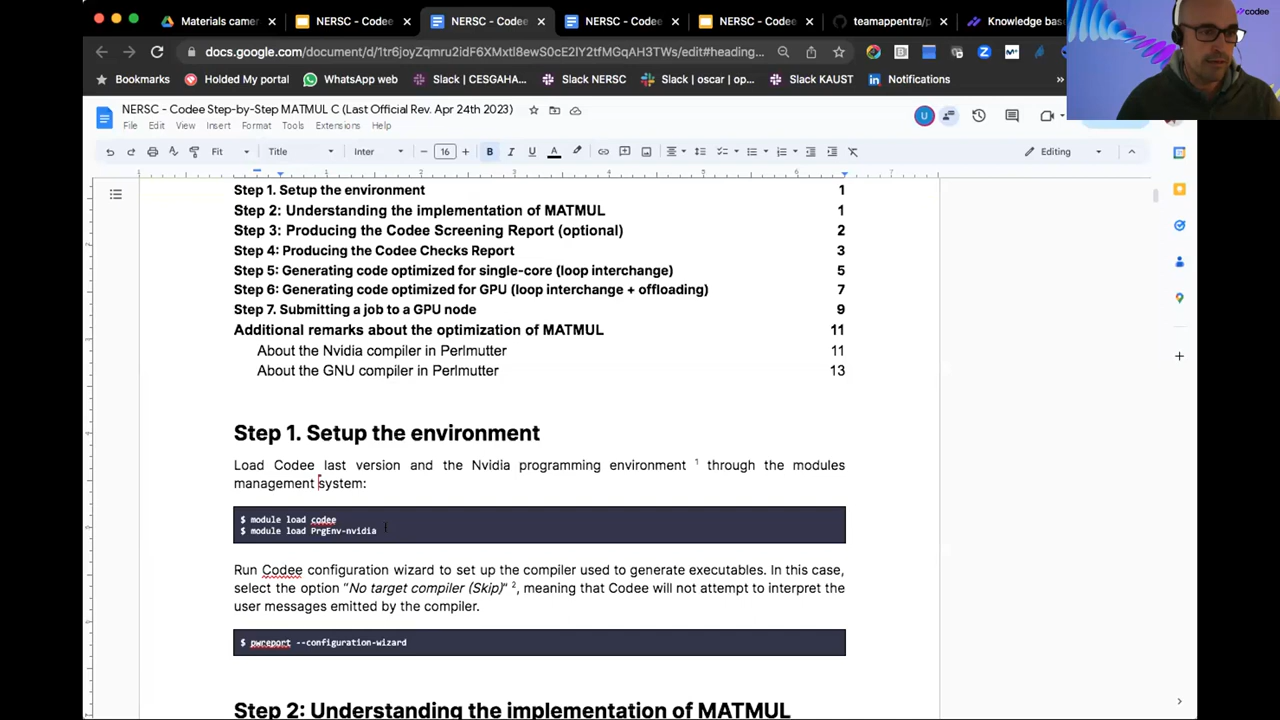 Materials camer
NERSC - Codee
NERSC - Codee
NERSC - Codee
NERSC - Codee
teamappentra/p
Knowledge bas
codee
docs.google.com/document/d/1tr6joyZqmru2idF6XMxtI8ewS0cE2IY2tfMGqAH3TWs/edit#heading...
Bookmarks
Holded My portal
WhatsApp web
Slack | CESGAHA...
Slack | NERSC
Slack | oscar | op...
Slack | KAUST
Notifications
»
NERSC - Codee Step-by-Step MATMUL C (Last Official Rev. Apr 24th 2023)
File Edit View Insert Format Tools Extensions Help
Fit Title Inter 16 Editing
Step 1. Setup the environment 1
Step 2: Understanding the implementation of MATMUL 1
Step 3: Producing the Codee Screening Report (optional) 2
Step 4: Producing the Codee Checks Report 3
Step 5: Generating code optimized for single-core (loop interchange) 5
Step 6: Generating code optimized for GPU (loop interchange + offloading) 7
Step 7. Submitting a job to a GPU node 9
Additional remarks about the optimization of MATMUL 11
About the Nvidia compiler in Perlmutter 11
About the GNU compiler in Perlmutter 13
Step 1. Setup the environment
Load Codee last version and the Nvidia programming environment 1 through the modules
management system:
$ module load codee
$ module load PrgEnv-nvidia
Run Codee configuration wizard to set up the compiler used to generate executables. In this case,
select the option "No target compiler (Skip)" 2, meaning that Codee will not attempt to interpret the
user messages emitted by the compiler.
$ pwreport --configuration-wizard
Step 2: Understanding the implementation of MATMUL